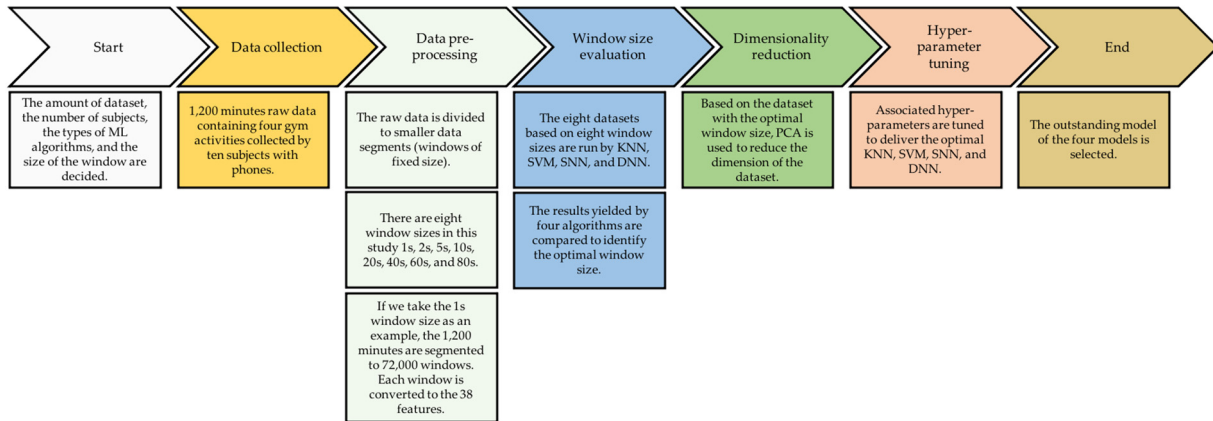 Start
Data collection
Data pre-
processing
Window size
evaluation
Dimensionality
reduction
Hyper-
parameter
tuning
End
The amount of dataset,
the number of subjects,
the types of ML
algorithms, and the
size of the window are
decided.
1,200 minutes raw data
containing four gym
activities collected by
ten subjects with
phones.
The raw data is divided
to smaller data
segments (windows of
fixed size).
There are eight
window sizes in this
study 1s, 2s, 5s, 10s,
20s, 40s, 60s, and 80s.
If we take the 1s
window size as an
example, the 1,200
minutes are segmented
to 72,000 windows.
Each window is
converted to the 38
features.
The eight datasets
based on eight window
sizes are run by KNN,
SVM, SNN, and DNN.
The results yielded by
four algorithms are
compared to identify
the optimal window
size.
Based on the dataset
with the optimal
window size, PCA is
used to reduce the
dimension of the
dataset.
Associated hyper-
parameters are tuned
to deliver the optimal
KNN, SVM, SNN, and
DNN.
The outstanding model
of the four models is
selected.